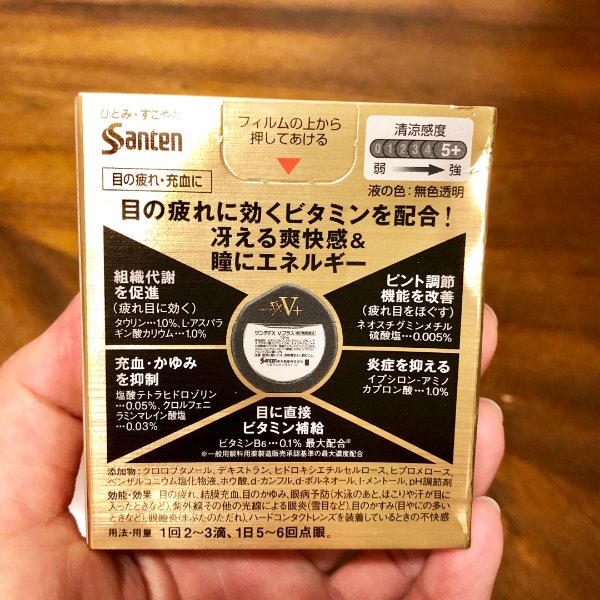 ひとみ・すこやか
Santen
フィルムの上から
押してあける
清涼感度
0 1 2 3 4 5+
弱 強
液の色：無色透明
目の疲れ・充血に
目の疲れに効くビタミンを配合！
冴える爽快感&
瞳にエネルギー
組織代謝
を促進
（疲れ目に効く）
タウリン…1.0%、L-アスパラ
ギン酸カリウム…1.0%
ピント調節
機能を改善
（疲れ目をほぐす）
ネオスチグミンメチル
硫酸塩…0.005%
FX V+
サンテFX Vプラス
Santen
充血・かゆみ
を抑制
塩酸テトラヒドロゾリン
…0.05%、クロルフェニ
ラミンマレイン酸塩
…0.03%
炎症を抑える
イプシロン-アミノ
カプロン酸…1.0%
目に直接
ビタミン補給
ビタミンB6…0.1% 最大配合※
※一般用眼科用薬製造販売承認基準の最大濃度配合
添加物：クロロブタノール、デキストラン、ヒドロキシエチルセルロース、ヒプロメロース、
ベンザルコニウム塩化物液、ホウ酸、d-カンフル、d-ボルネオール、l-メントール、pH調節剤
効能・効果 目の疲れ、結膜充血、目のかゆみ、眼病予防（水泳のあと、ほこりや汗が目に
入ったときなど）、紫外線その他の光線による眼炎（雪目など）、目のかすみ（目やにの多い
ときなど）、眼瞼炎（まぶたのただれ）、ハードコンタクトレンズを装着しているときの不快感
用法・用量 1回2～3滴、1日5～6回点眼。